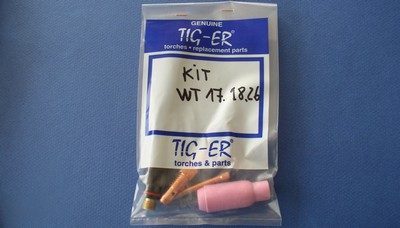 GENUINE
TIG-ER®
torches • replacement parts
KIT
WT 17. 18.26
TIG-ER®
torches & parts